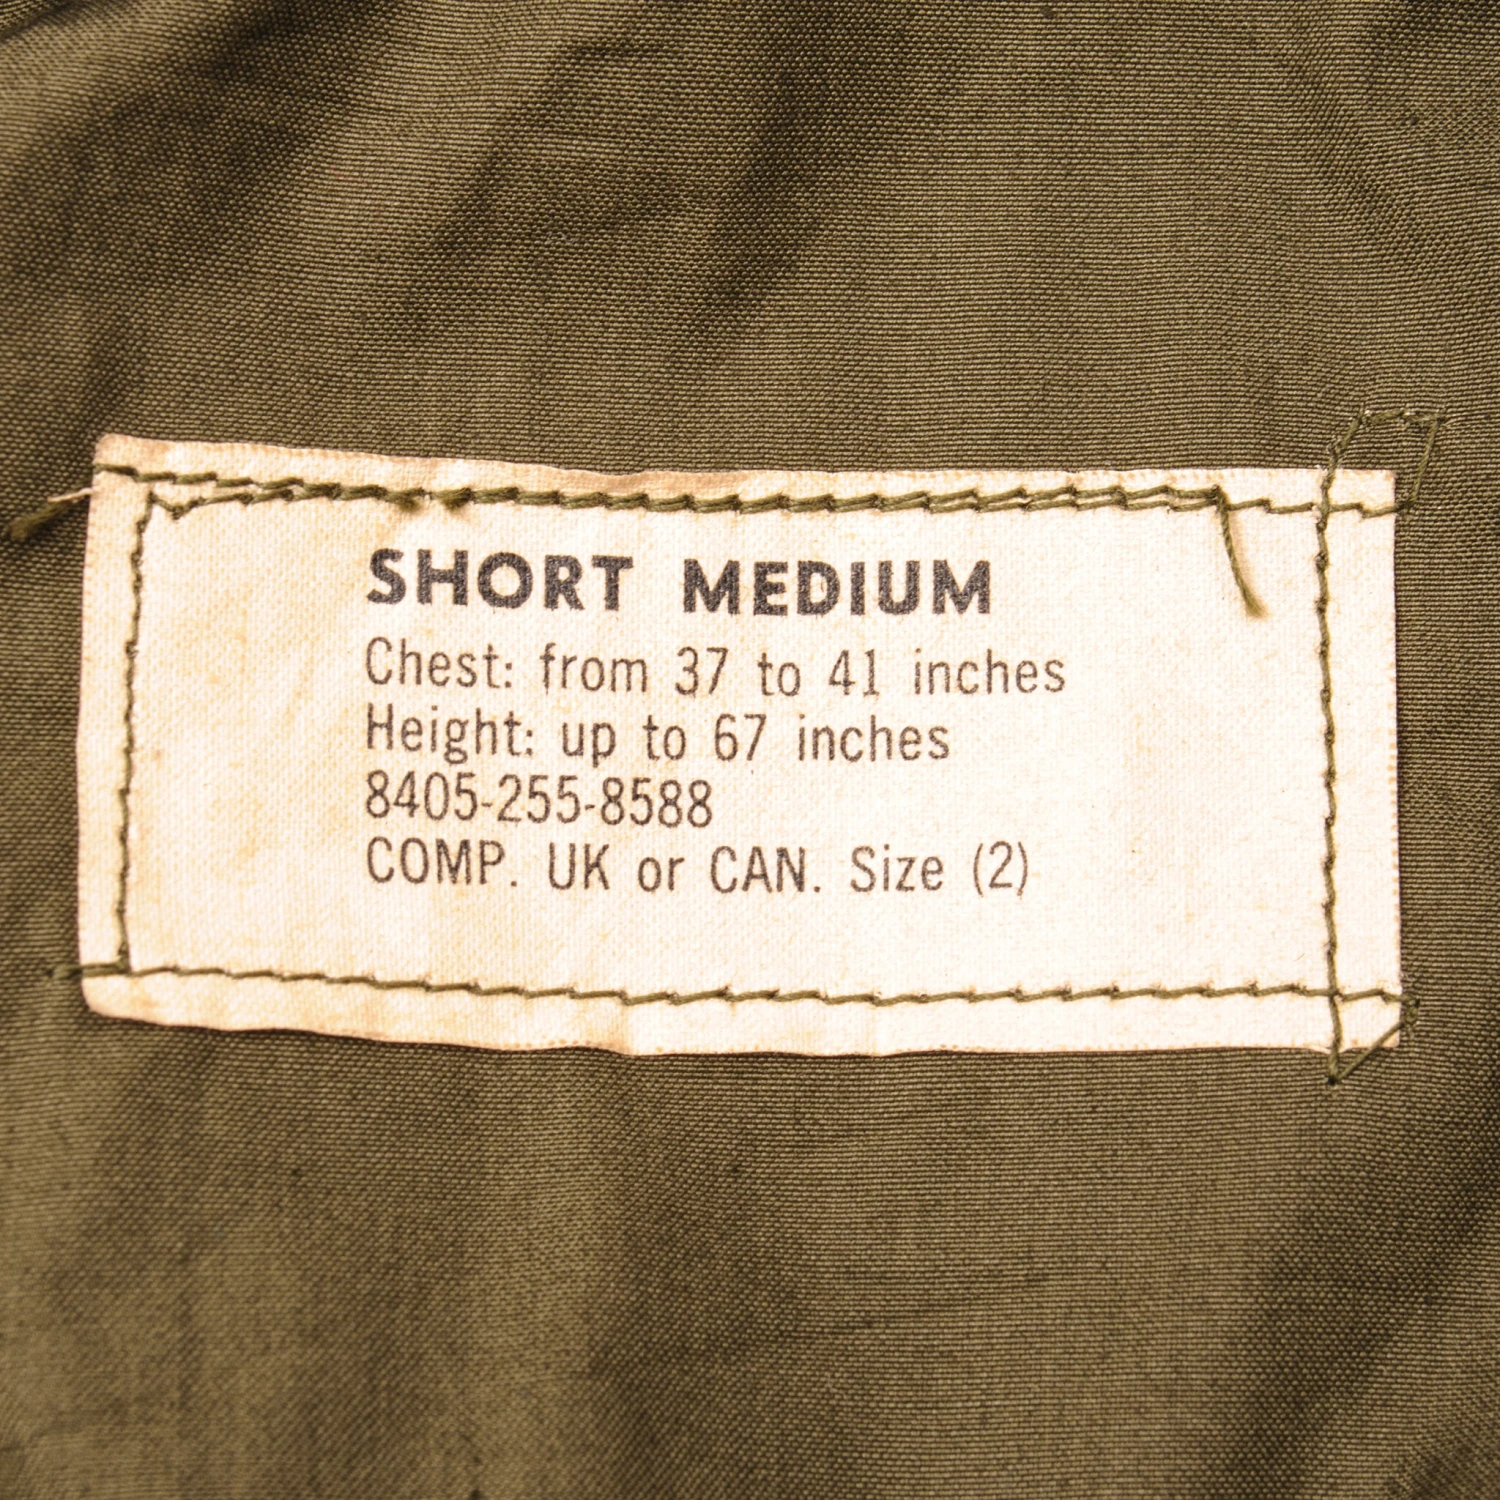 SHORT MEDIUM
Chest: from 37 to 41 inches
Height: up to 67 inches
8405-255-8588
COMP. UK or CAN. Size (2)